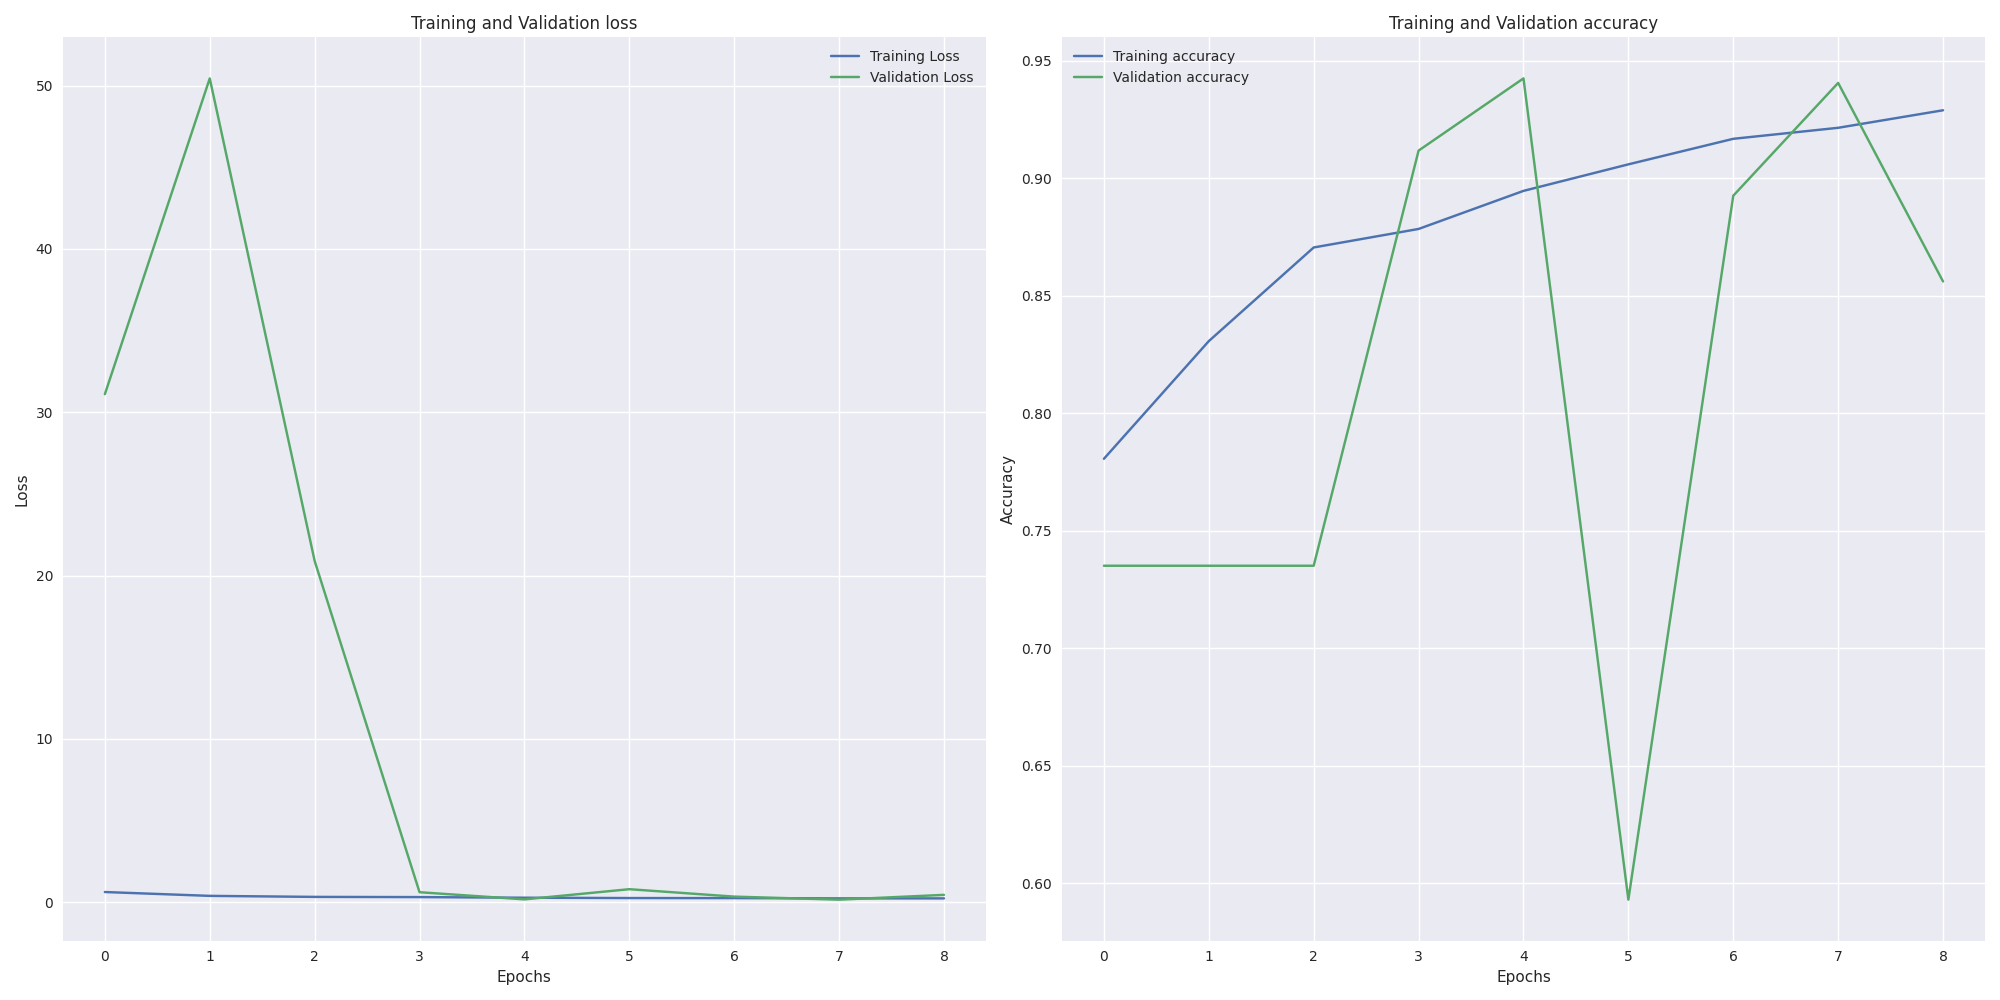 Training and Validation loss
Training Loss
Validation Loss
50
40
30
20
10
0
Loss
0 1 2 3 4 5 6 7 8
Epochs
Training and Validation accuracy
Training accuracy
Validation accuracy
0.95
0.90
0.85
0.80
0.75
0.70
0.65
0.60
Accuracy
0 1 2 3 4 5 6 7 8
Epochs